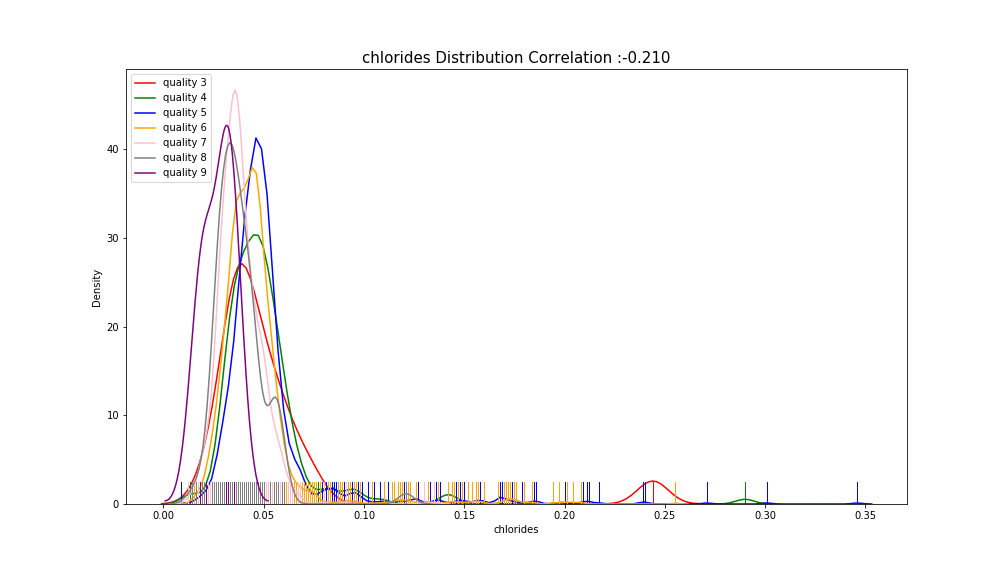 chlorides Distribution Correlation :-0.210
quality 3
quality 4
quality 5
quality 6
quality 7
quality 8
quality 9
Density
40
30
20
10
0
0.00 0.05 0.10 0.15 0.20 0.25 0.30 0.35
chlorides